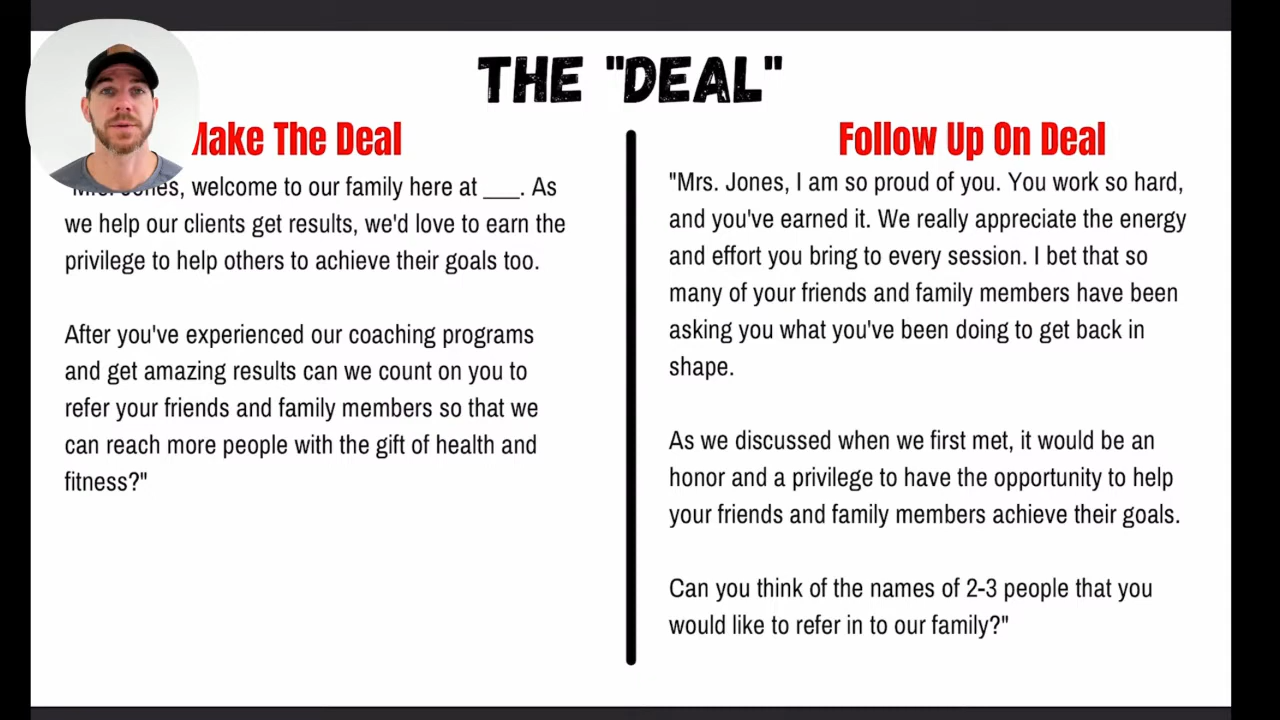 THE "DEAL"
Make The Deal
Jones, welcome to our family here at ___. As
we help our clients get results, we'd love to earn the
privilege to help others to achieve their goals too.
After you've experienced our coaching programs
and get amazing results can we count on you to
refer your friends and family members so that we
can reach more people with the gift of health and
fitness?"
Follow Up On Deal
"Mrs. Jones, I am so proud of you. You work so hard,
and you've earned it. We really appreciate the energy
and effort you bring to every session. I bet that so
many of your friends and family members have been
asking you what you've been doing to get back in
shape.
As we discussed when we first met, it would be an
honor and a privilege to have the opportunity to help
your friends and family members achieve their goals.
Can you think of the names of 2-3 people that you
would like to refer in to our family?"